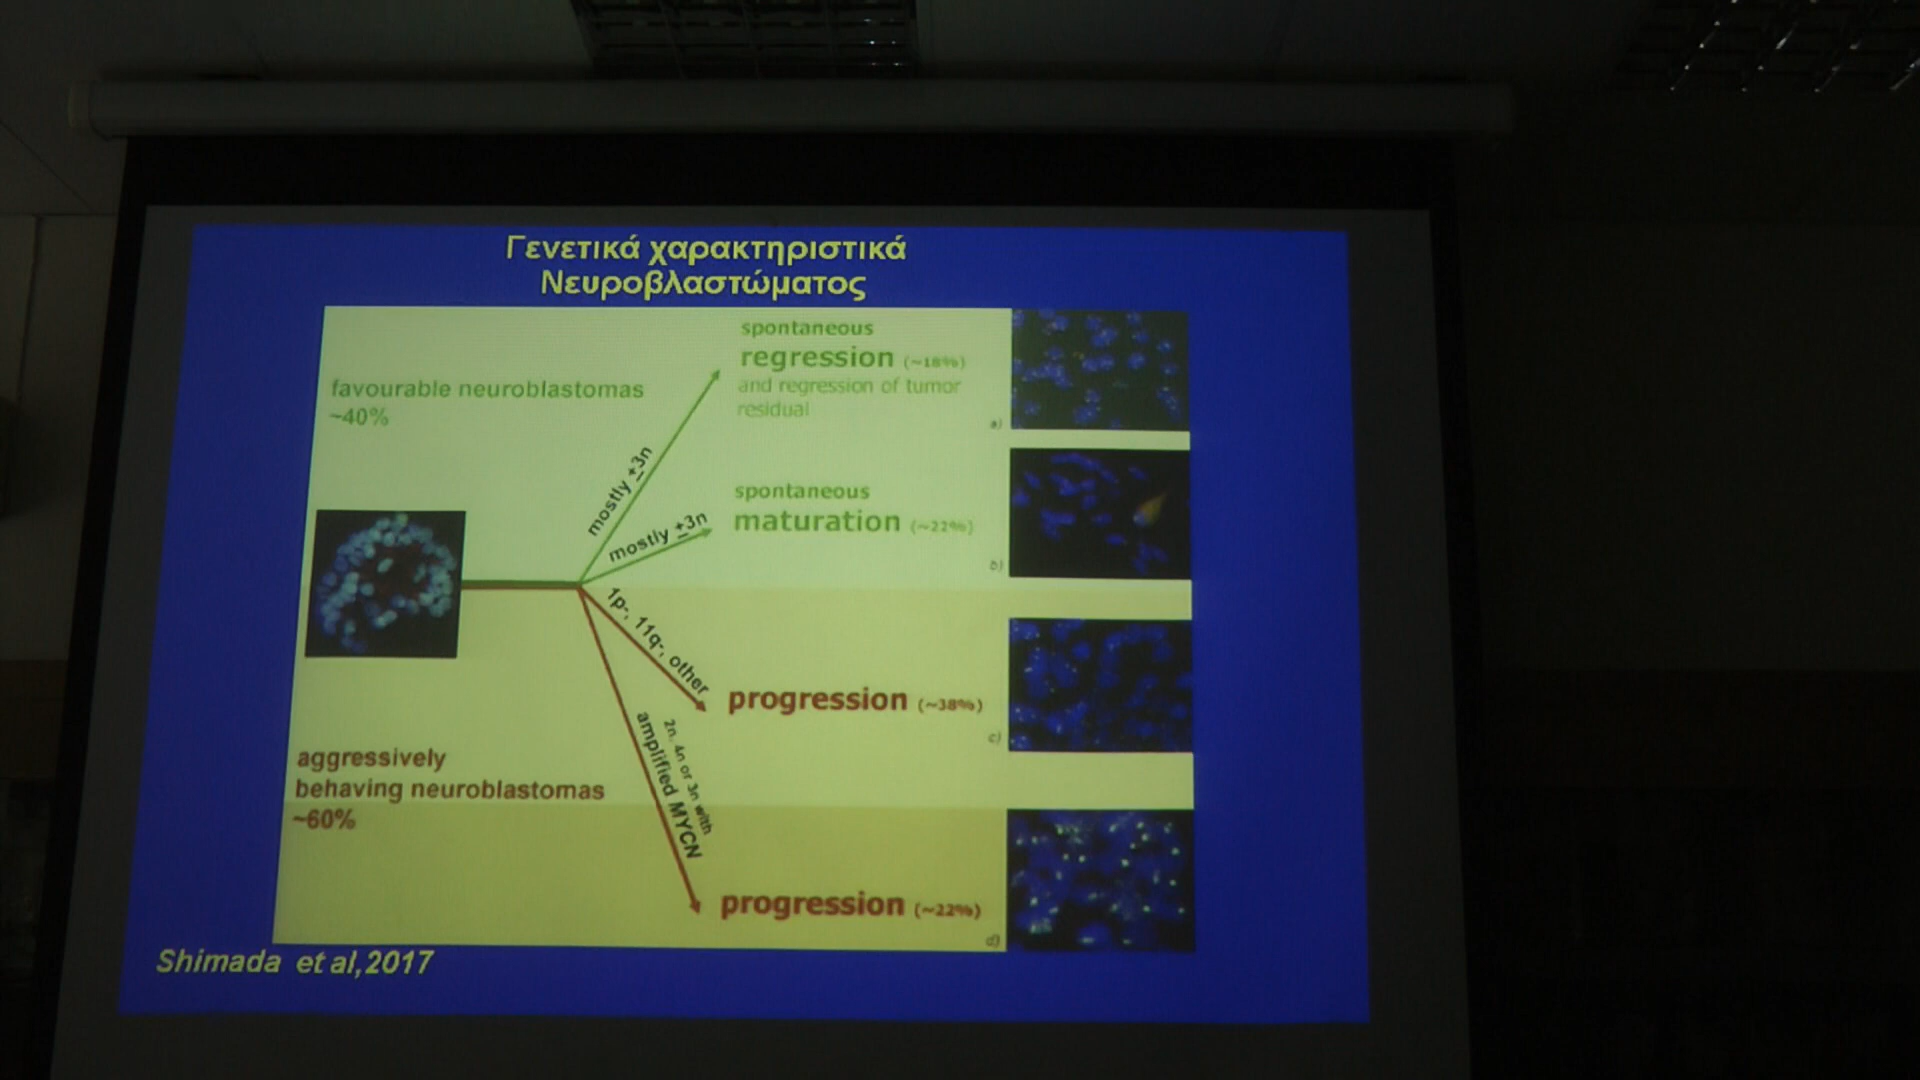 Γενετικά χαρακτηριστικά
Νευροβλαστώματος
spontaneous
regression (~18%)
and regression of tumor
residual
a)
favourable neuroblastomas
~40%
mostly +3n
spontaneous
maturation (~22%)
b)
mostly +3n
1p-, 11q-, other
progression (~38%)
c)
aggressively
behaving neuroblastomas
~60%
2n, 4n or 3n with
amplified MYCN
progression (~22%)
d)
Shimada et al,2017